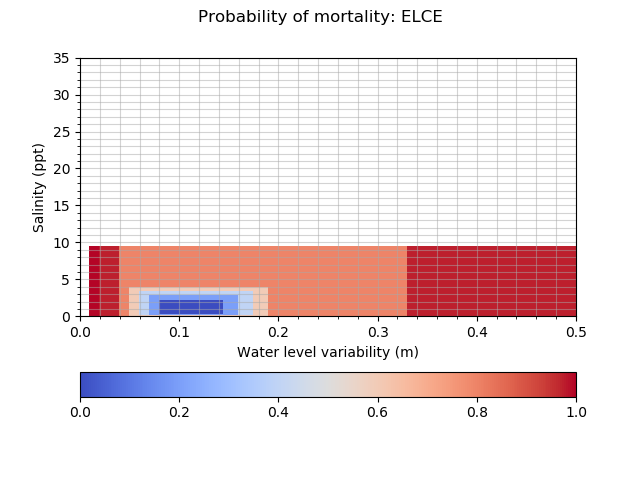 Probability of mortality: ELCE
35
30
25
20
15
10
5
0
Salinity (ppt)
0.0 0.1 0.2 0.3 0.4 0.5
Water level variability (m)
0.0 0.2 0.4 0.6 0.8 1.0